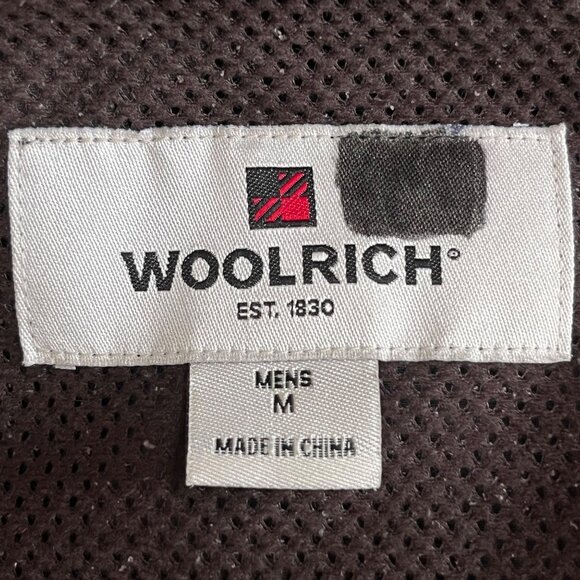 WOOLRICH®
EST. 1830
MENS
M
MADE IN CHINA